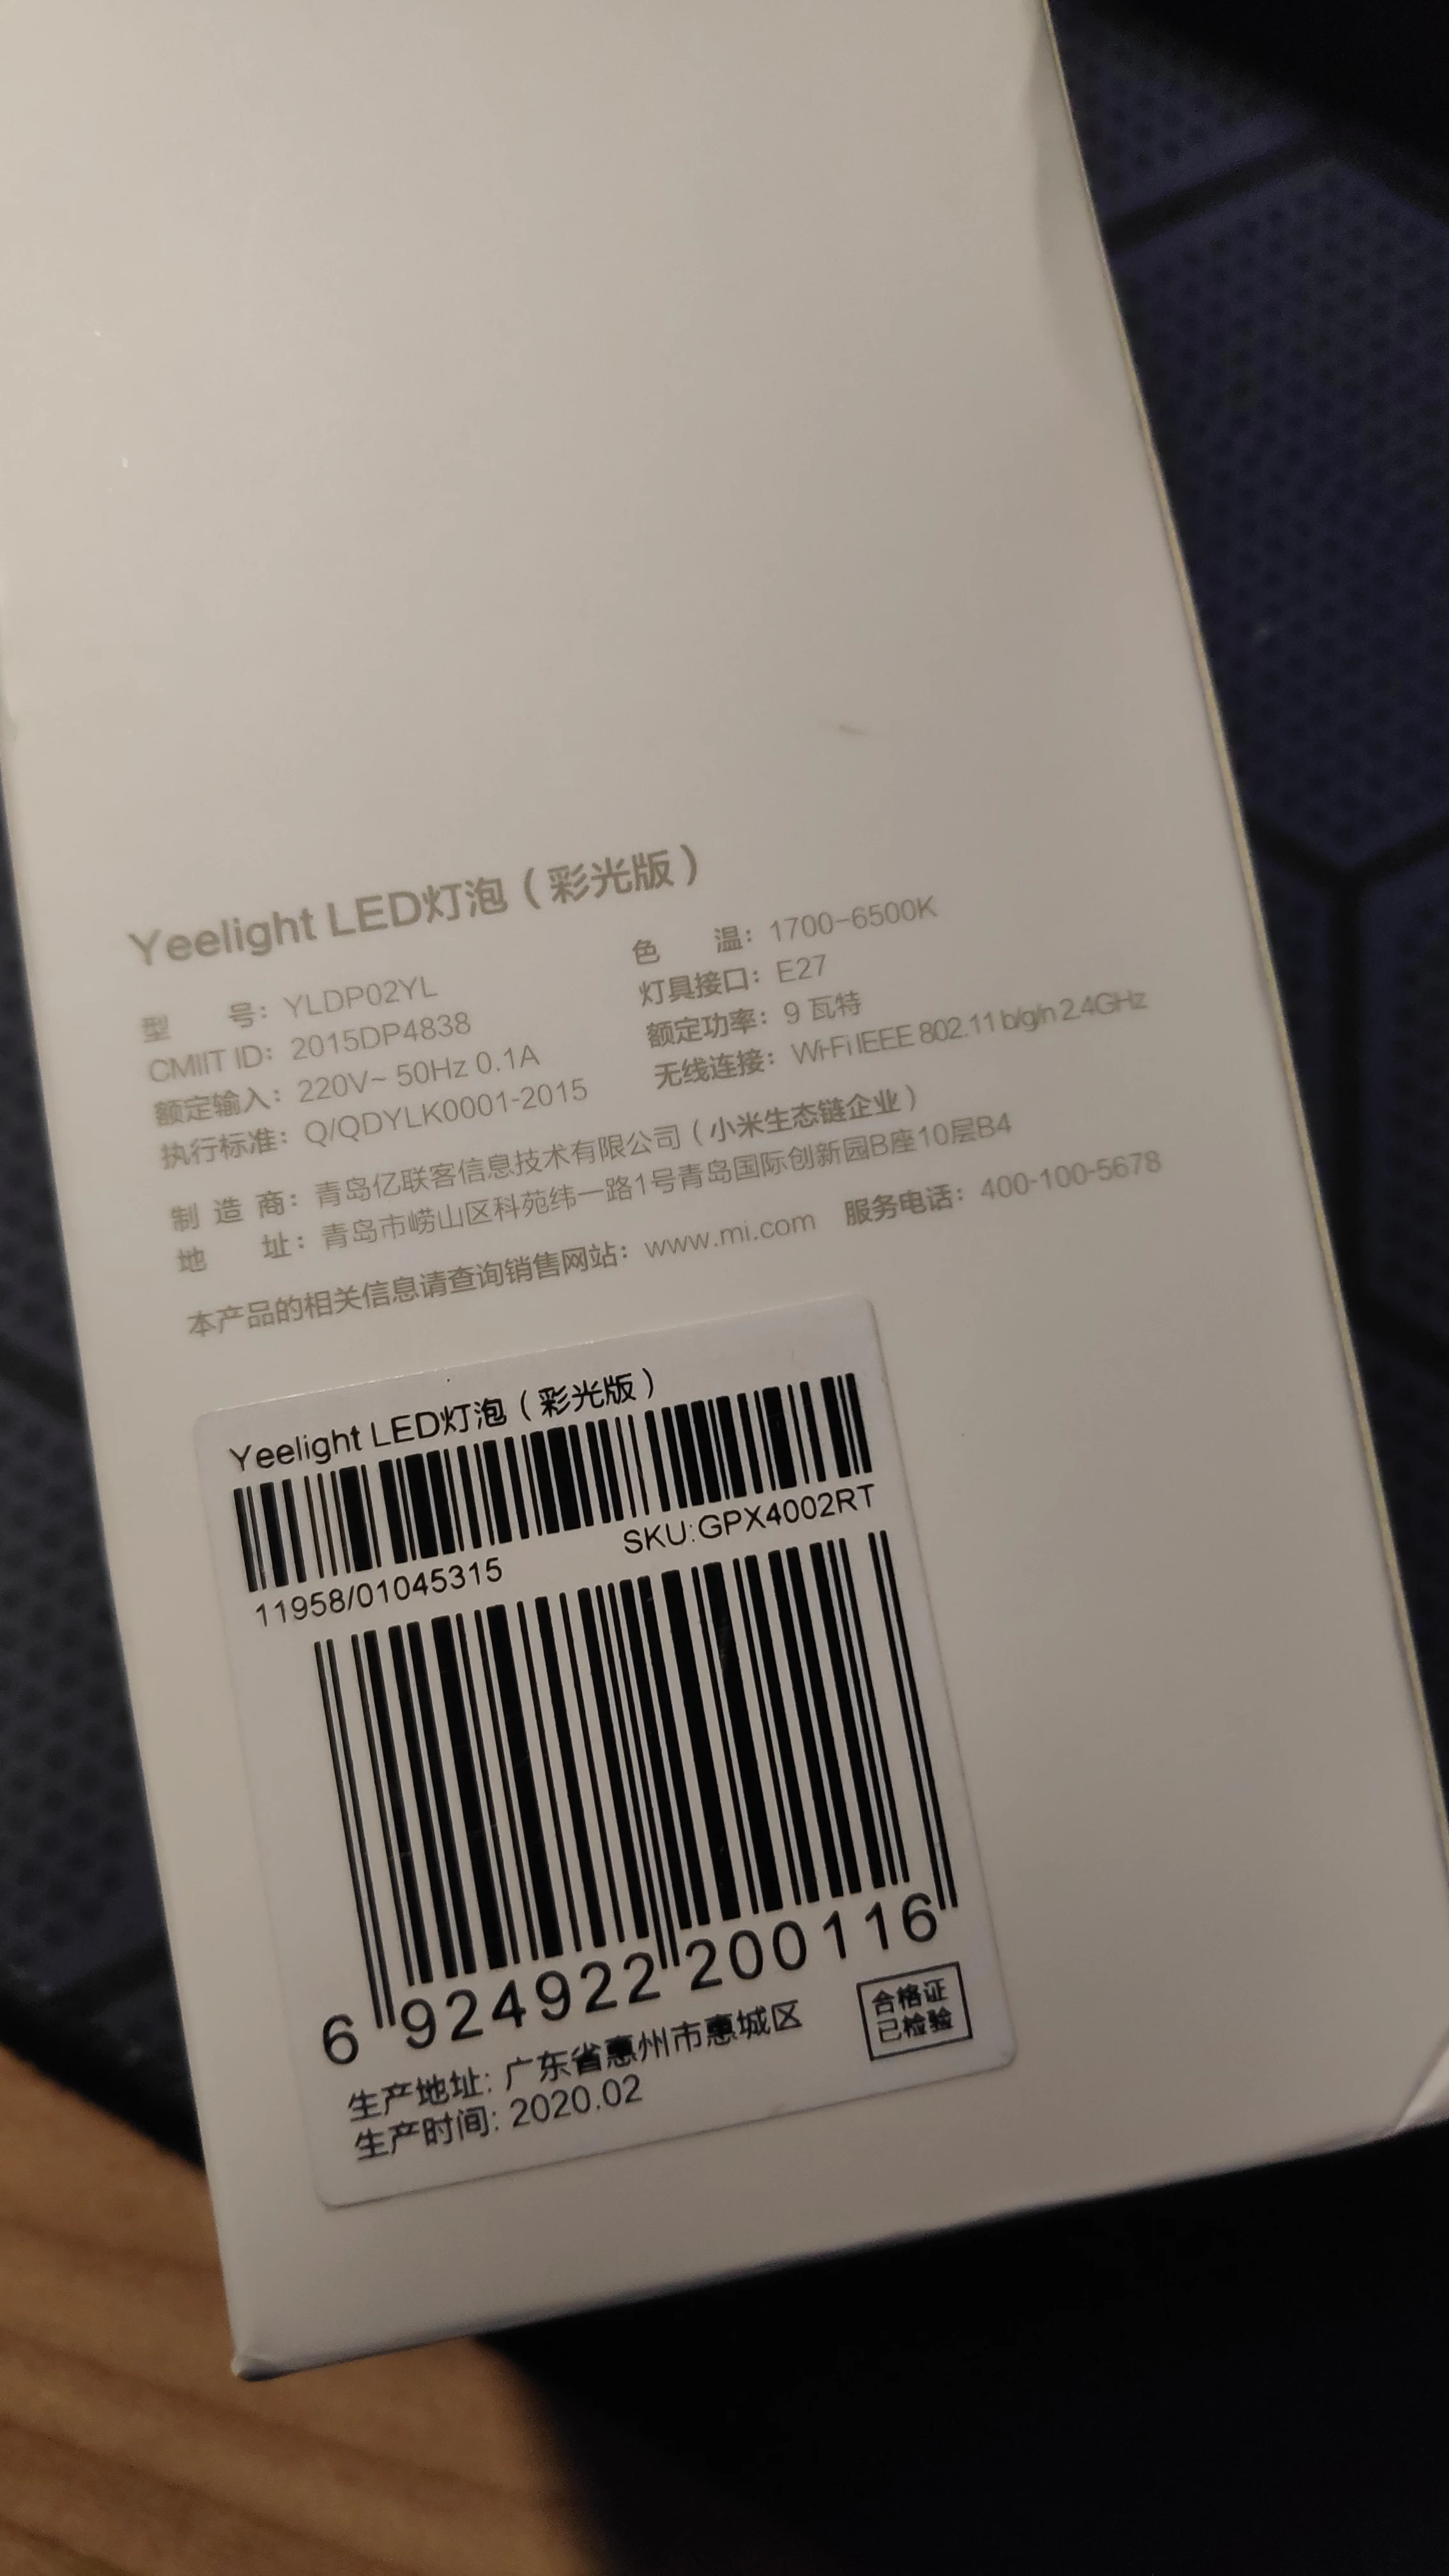 Yeelight LED灯泡（彩光版）
型 号：YLDP02YL
色 温：1700-6500K
CMIIT ID：2015DP4838
灯具接口：E27
额定输入：220V~ 50Hz 0.1A
额定功率：9 瓦特
执行标准：Q/QDYLK0001-2015
无线连接：Wi-Fi IEEE 802.11 b/g/n 2.4GHz
制 造 商：青岛亿联客信息技术有限公司（小米生态链企业）
地 址：青岛市崂山区科苑纬一路1号青岛国际创新园B座10层B4
本产品的相关信息请查询销售网站：www.mi.com 服务电话：400-100-5678
Yeelight LED灯泡（彩光版）
11958/01045315 SKU:GPX4002RT
6 924922 200116
生产地址: 广东省惠州市惠城区
生产时间: 2020.02
合格证
已检验